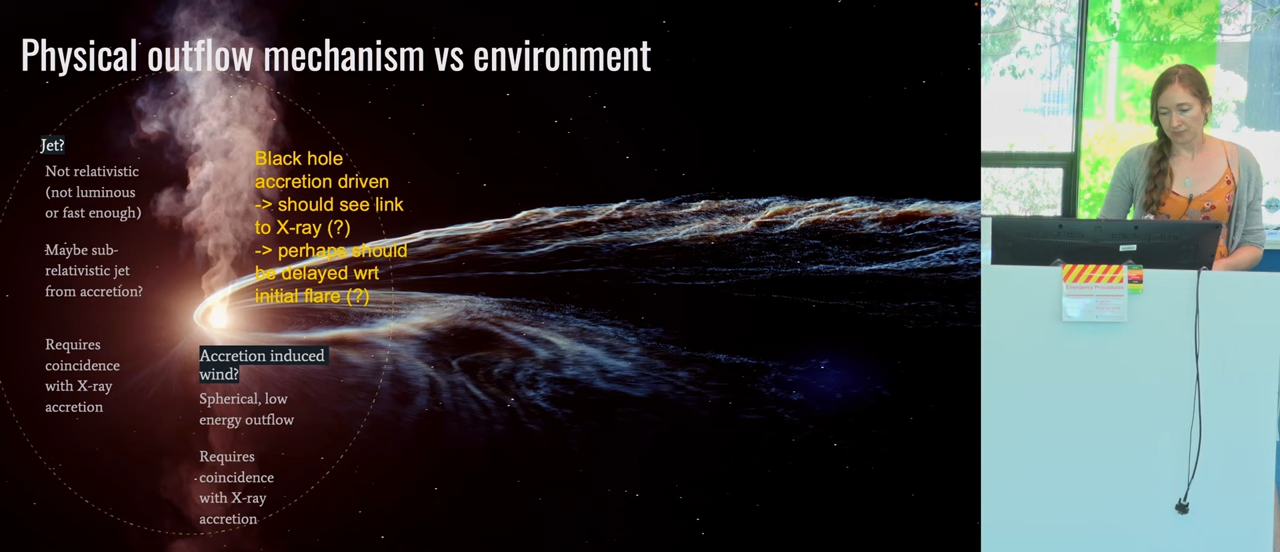 Physical outflow mechanism vs environment
Jet?
Not relativistic
(not luminous
or fast enough)
Maybe sub-
relativistic jet
from accretion?
Requires
coincidence
with X-ray
accretion
Black hole
accretion driven
-> should see link
to X-ray (?)
-> perhaps should
be delayed wrt
initial flare (?)
Accretion induced
wind?
Spherical, low
energy outflow
Requires
coincidence
with X-ray
accretion
Emergency Procedures